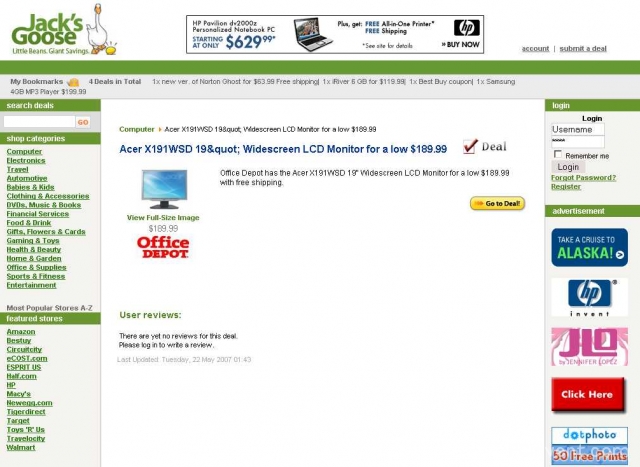 Jack's
Goose
Little Beans. Giant Savings.
HP Pavilion dv2000z
Personalized Notebook PC
STARTING
AT ONLY $629.99*
Plus, get: FREE All-in-One Printer*
FREE Shipping*
*See site for details
hp
BUY NOW
account | submit a deal
My Bookmarks 4 Deals in Total 1x new ver. of Norton Ghost for $63.99 Free shipping| 1x iRiver 6 GB for $119.99| 1x Best Buy coupon| 1x Samsung
4GB MP3 Player $199.99
search deals
GO
shop categories
Computer
Electronics
Travel
Automotive
Babies & Kids
Clothing & Accessories
DVDs, Music & Books
Financial Services
Food & Drink
Gifts, Flowers & Cards
Gaming & Toys
Health & Beauty
Home & Garden
Office & Supplies
Sports & Fitness
Entertainment
Most Popular Stores A-Z
featured stores
Amazon
Bestuy
Circuitcity
eCOST.com
ESPRIT US
Half.com
HP
Macy's
Newegg.com
Tigerdirect
Target
Toys 'R' Us
Travelocity
Walmart
Computer Acer X191WSD 19&quot; Widescreen LCD Monitor for a low $189.99
Acer X191WSD 19&quot; Widescreen LCD Monitor for a low $189.99
Deal
Office Depot has the Acer X191WSD 19" Widescreen LCD Monitor for a low $189.99
with free shipping.
View Full-Size Image
$189.99
Office
DEPOT
Go to Deal!
User reviews:
There are yet no reviews for this deal.
Please log in to write a review.
Last Updated: Tuesday, 22 May 2007 01:43
login
Login
Username
*****
Remember me
Login
Forgot Password?
Register
advertisement
TAKE A CRUISE TO
ALASKA!
hp
invent
JLO
by JENNIFER LOPEZ
Click Here
dotphoto
50 Free Prints